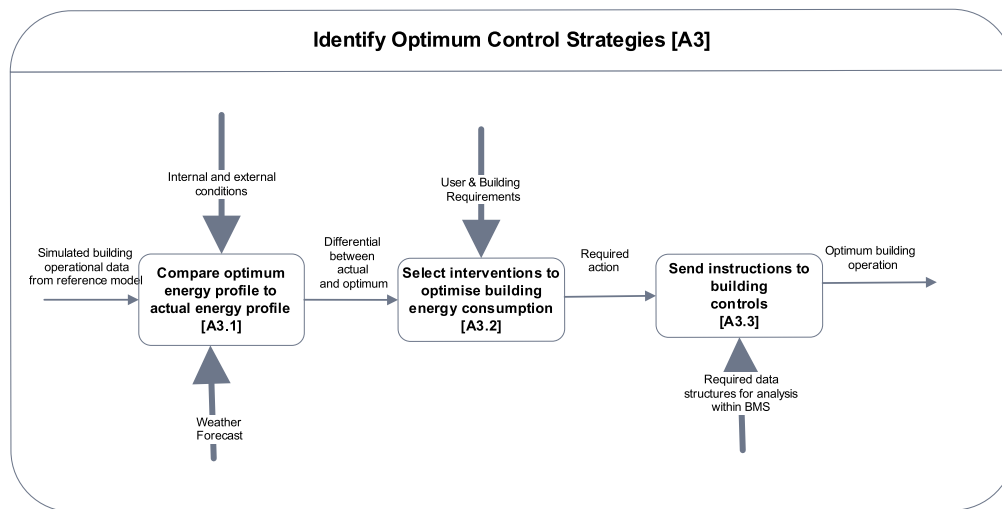 Identify Optimum Control Strategies [A3]
Internal and external
conditions
User & Building
Requirements
Simulated building
operational data
from reference model
Compare optimum
energy profile to
actual energy profile
[A3.1]
Differential
between
actual
and optimum
Select interventions to
optimise building
energy consumption
[A3.2]
Required
action
Send instructions to
building
controls
[A3.3]
Optimum building
operation
Weather
Forecast
Required data
structures for analysis
within BMS